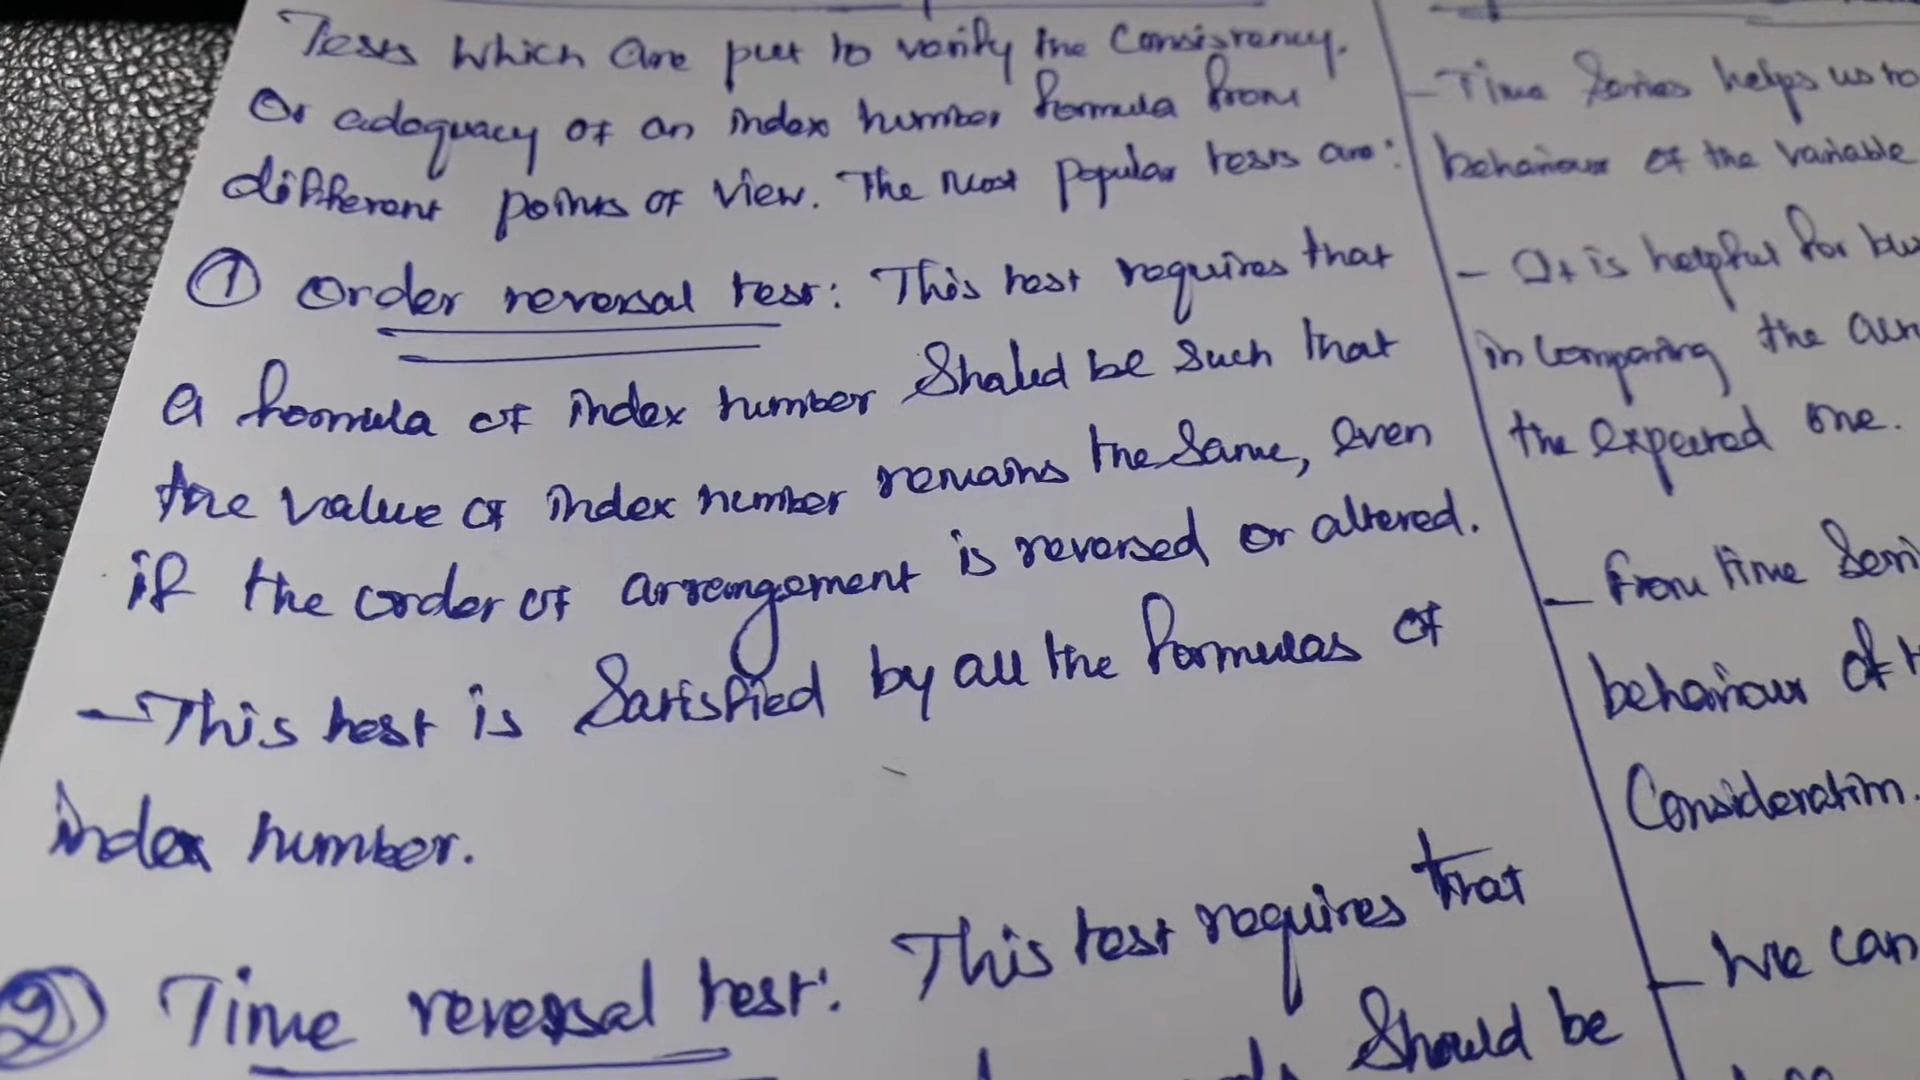 Tests which are put to verify the Consistency.
Or adequacy of an index number formula from
different points of view. The most popular tests are:
① Order reversal test: This test requires that
a formula of index number Should be such that
the value of index number remains the same, even
if the order of arrangement is reversed or altered.
- This test is Satisfied by all the formulas of
index number.
② Time reversal test: This test requires that
Should be
- Time Series helps us to
behaviour of the variable
- It is helpful for
in Comparing the
the expected one.
- From time
behaviour of
Consideration.
- We can